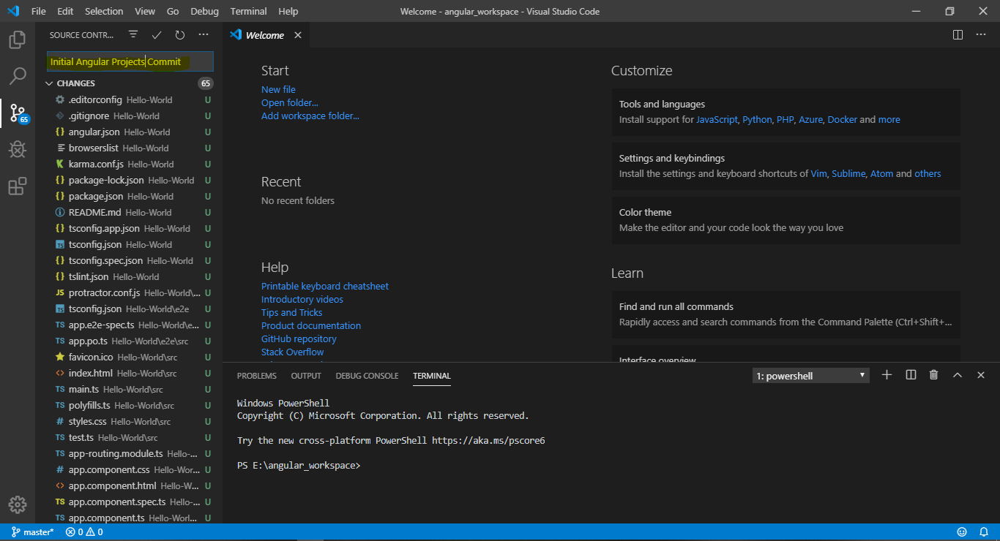 File Edit Selection View Go Debug Terminal Help
Welcome - angular_workspace - Visual Studio Code
SOURCE CONTR...
Initial Angular Projects Commit
CHANGES 65
65
.editorconfig Hello-World U
.gitignore Hello-World U
angular.json Hello-World U
browserslist Hello-World U
karma.conf.js Hello-World U
package-lock.json Hello-World U
package.json Hello-World U
README.md Hello-World U
tsconfig.app.json Hello-World U
TS tsconfig.json Hello-World U
tsconfig.spec.json Hello-World U
tslint.json Hello-World U
JS protractor.conf.js Hello-World\... U
TS tsconfig.json Hello-World\e2e U
TS app.e2e-spec.ts Hello-World\e... U
TS app.po.ts Hello-World\e2e\src U
favicon.ico Hello-World\src U
index.html Hello-World\src U
TS main.ts Hello-World\src U
TS polyfills.ts Hello-World\src U
# styles.css Hello-World\src U
TS test.ts Hello-World\src U
TS app-routing.module.ts Hello-... U
# app.component.css Hello-Wor... U
app.component.html Hello-W... U
TS app.component.spec.ts Hello-... U
TS app.component.ts Hello-Worl... U
Welcome
Start
New file
Open folder...
Add workspace folder...
Recent
No recent folders
Help
Printable keyboard cheatsheet
Introductory videos
Tips and Tricks
Product documentation
GitHub repository
Stack Overflow
Customize
Tools and languages
Install support for JavaScript, Python, PHP, Azure, Docker and more
Settings and keybindings
Install the settings and keyboard shortcuts of Vim, Sublime, Atom and others
Color theme
Make the editor and your code look the way you love
Learn
Find and run all commands
Rapidly access and search commands from the Command Palette (Ctrl+Shift+...
Interface overview
PROBLEMS OUTPUT DEBUG CONSOLE TERMINAL
1: powershell
Windows PowerShell
Copyright (C) Microsoft Corporation. All rights reserved.
Try the new cross-platform PowerShell https://aka.ms/pscore6
PS E:\angular_workspace>
master* 0 0